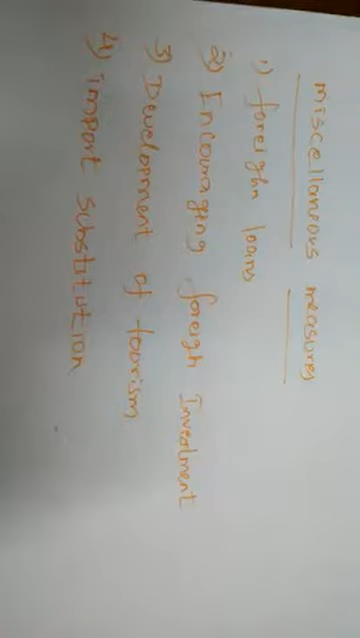 miscellaneous measures
1) foreign loans
2) Encouraging foreign Investment
3) Development of tourism
4) import substitution